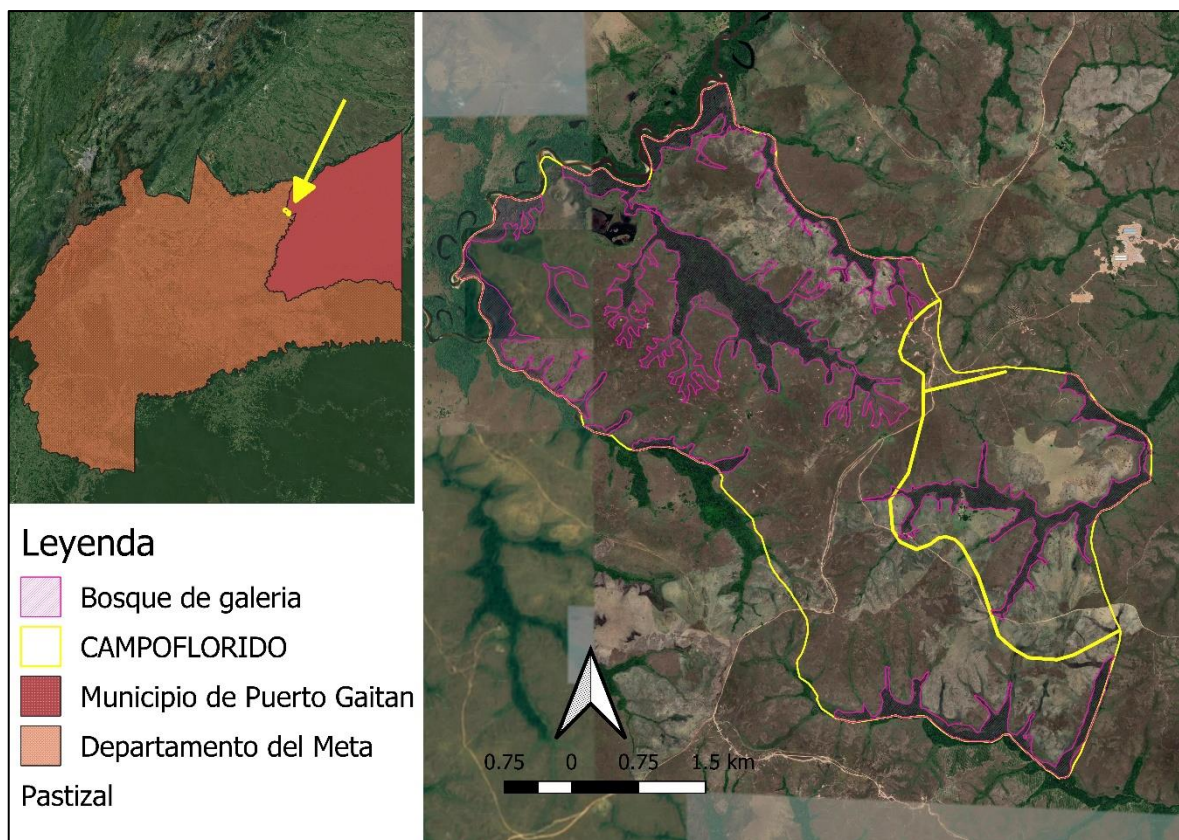 Leyenda
Bosque de galeria
CAMPOFLORIDO
Municipio de Puerto Gaitan
Departamento del Meta
Pastizal
0.75 0 0.75 1.5 km